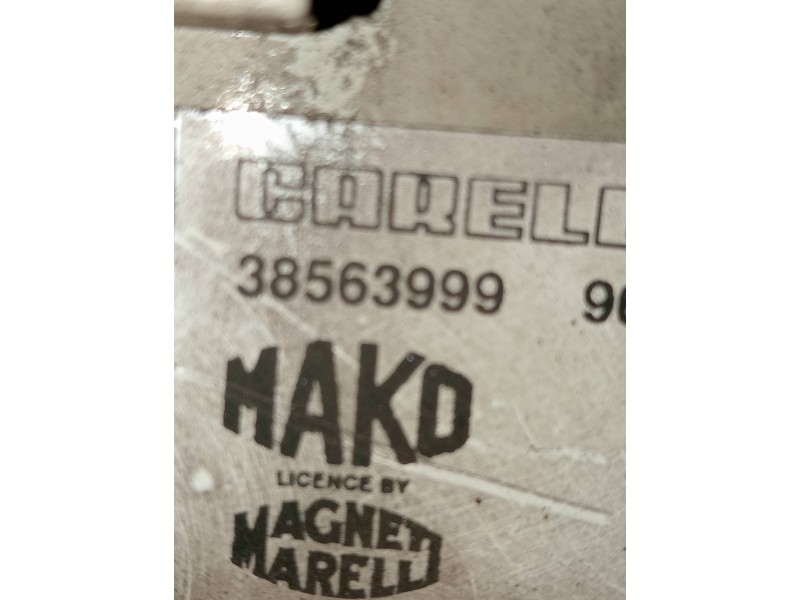 CARELL
38563999 96
MAKO
LICENCE BY
MAGNETI
MARELLI